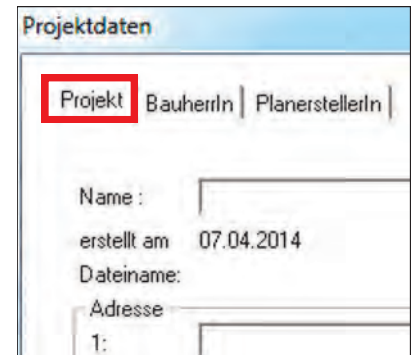 Projektdaten
Projekt BauherrIn PlanerstellerIn
Name :
erstellt am 07.04.2014
Dateiname:
Adresse
1: